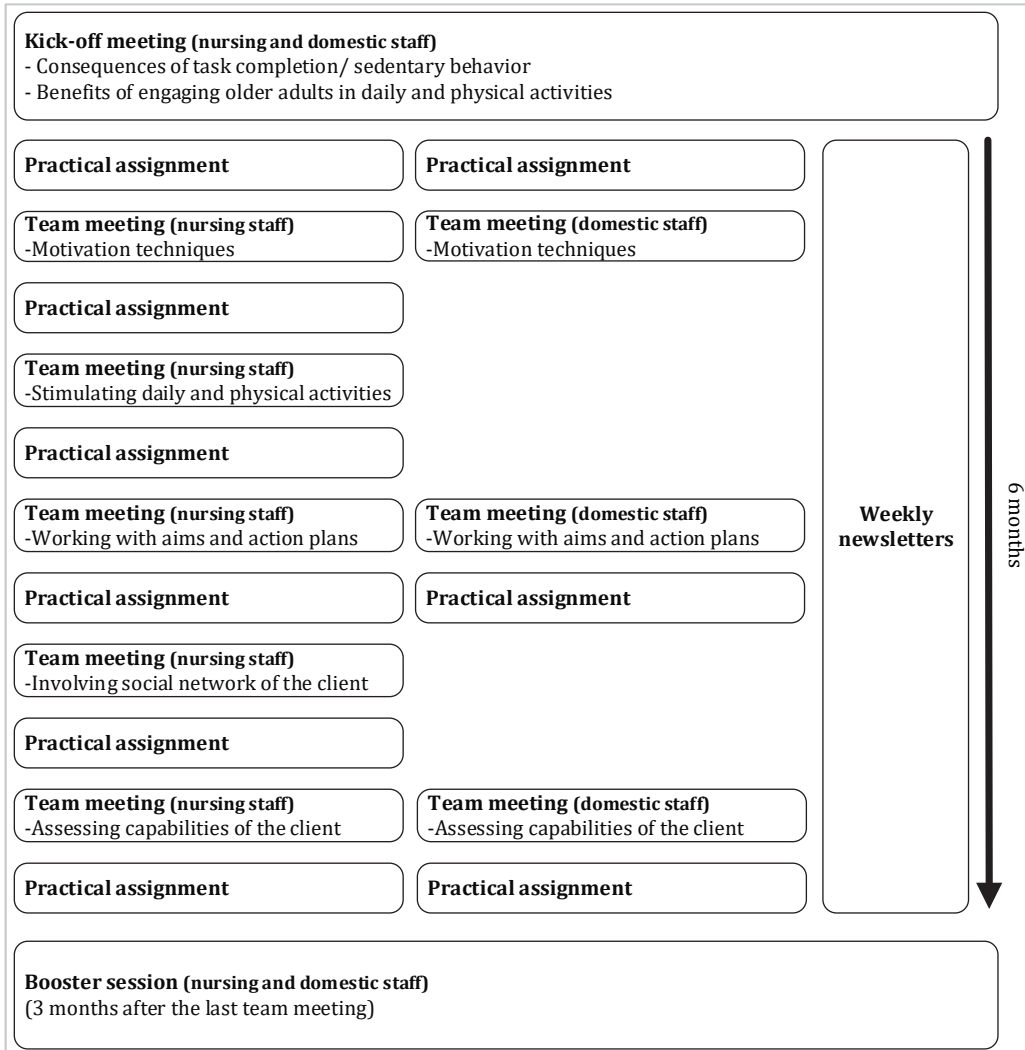 Kick-off meeting (nursing and domestic staff)
- Consequences of task completion/ sedentary behavior
- Benefits of engaging older adults in daily and physical activities
Practical assignment
Practical assignment
Team meeting (nursing staff)
-Motivation techniques
Team meeting (domestic staff)
-Motivation techniques
Practical assignment
Team meeting (nursing staff)
-Stimulating daily and physical activities
Practical assignment
Team meeting (nursing staff)
-Working with aims and action plans
Team meeting (domestic staff)
-Working with aims and action plans
Practical assignment
Practical assignment
Team meeting (nursing staff)
-Involving social network of the client
Practical assignment
Team meeting (nursing staff)
-Assessing capabilities of the client
Team meeting (domestic staff)
-Assessing capabilities of the client
Practical assignment
Practical assignment
Weekly
newsletters
6 months
Booster session (nursing and domestic staff)
(3 months after the last team meeting)